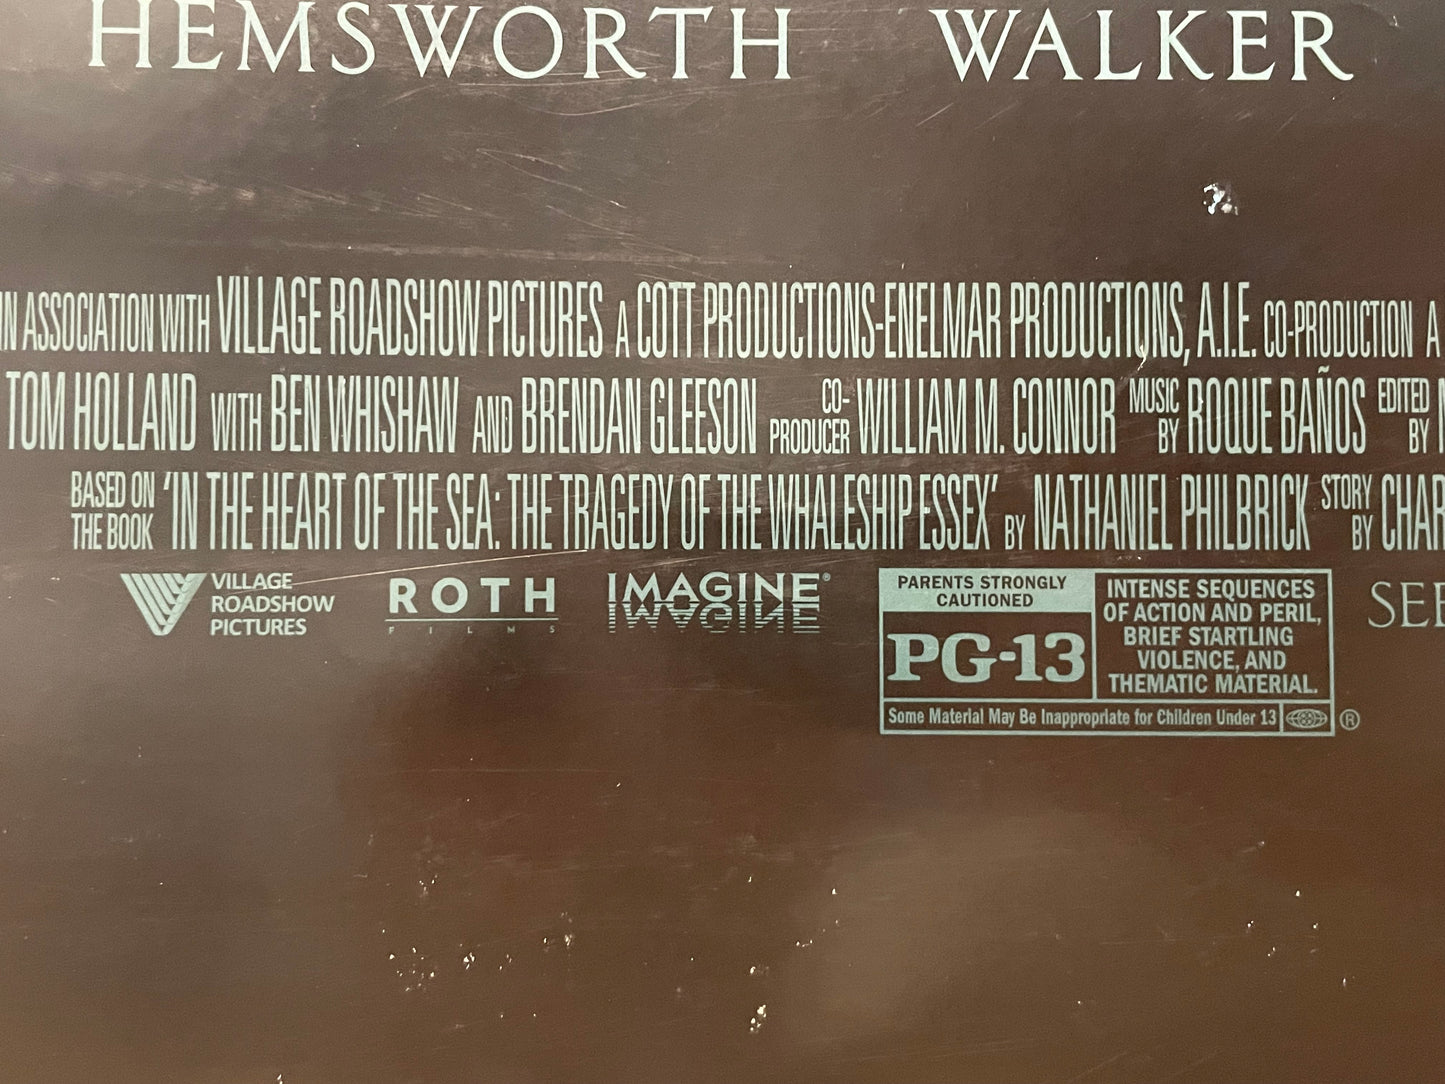 HEMSWORTH WALKER
IN ASSOCIATION WITH VILLAGE ROADSHOW PICTURES A COTT PRODUCTIONS-ENELMAR PRODUCTIONS, A.I.E. CO-PRODUCTION A
TOM HOLLAND WITH BEN WHISHAW AND BRENDAN GLEESON CO-PRODUCER WILLIAM M. CONNOR MUSIC BY ROQUE BAÑOS EDITED BY
BASED ON THE BOOK 'IN THE HEART OF THE SEA: THE TRAGEDY OF THE WHALESHIP ESSEX' BY NATHANIEL PHILBRICK STORY BY CHAR
VILLAGE
ROADSHOW
PICTURES
ROTH
FILMS
IMAGINE®
PARENTS STRONGLY
CAUTIONED
PG-13
INTENSE SEQUENCES
OF ACTION AND PERIL,
BRIEF STARTLING
VIOLENCE, AND
THEMATIC MATERIAL.
Some Material May Be Inappropriate for Children Under 13
®
SEE